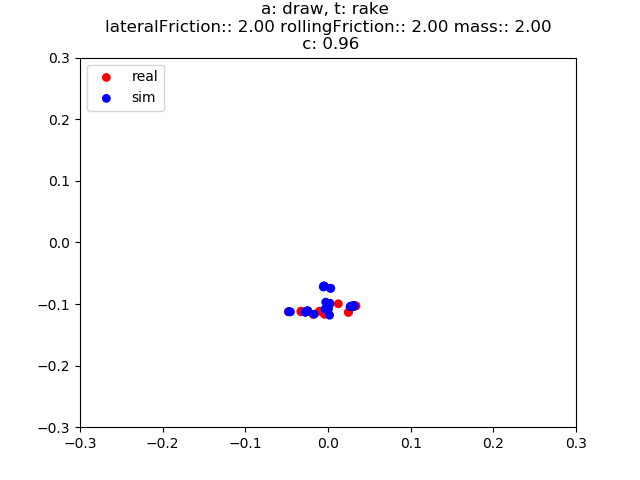 a: draw, t: rake
lateralFriction:: 2.00 rollingFriction:: 2.00 mass:: 2.00
c: 0.96
real
sim
0.3
0.2
0.1
0.0
−0.1
−0.2
−0.3
−0.3 −0.2 −0.1 0.0 0.1 0.2 0.3